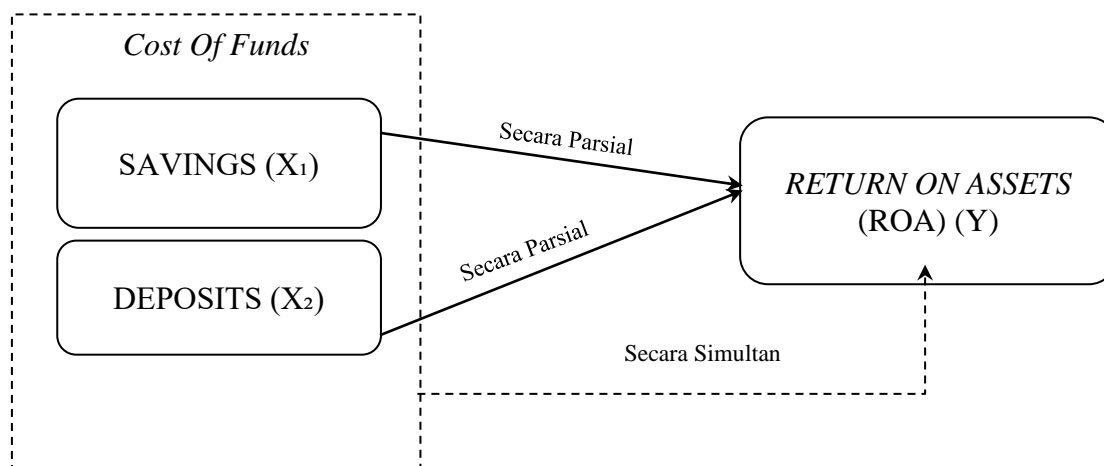 Cost Of Funds
SAVINGS (X₁)
DEPOSITS (X₂)
Secara Parsial
Secara Parsial
RETURN ON ASSETS
(ROA) (Y)
Secara Simultan